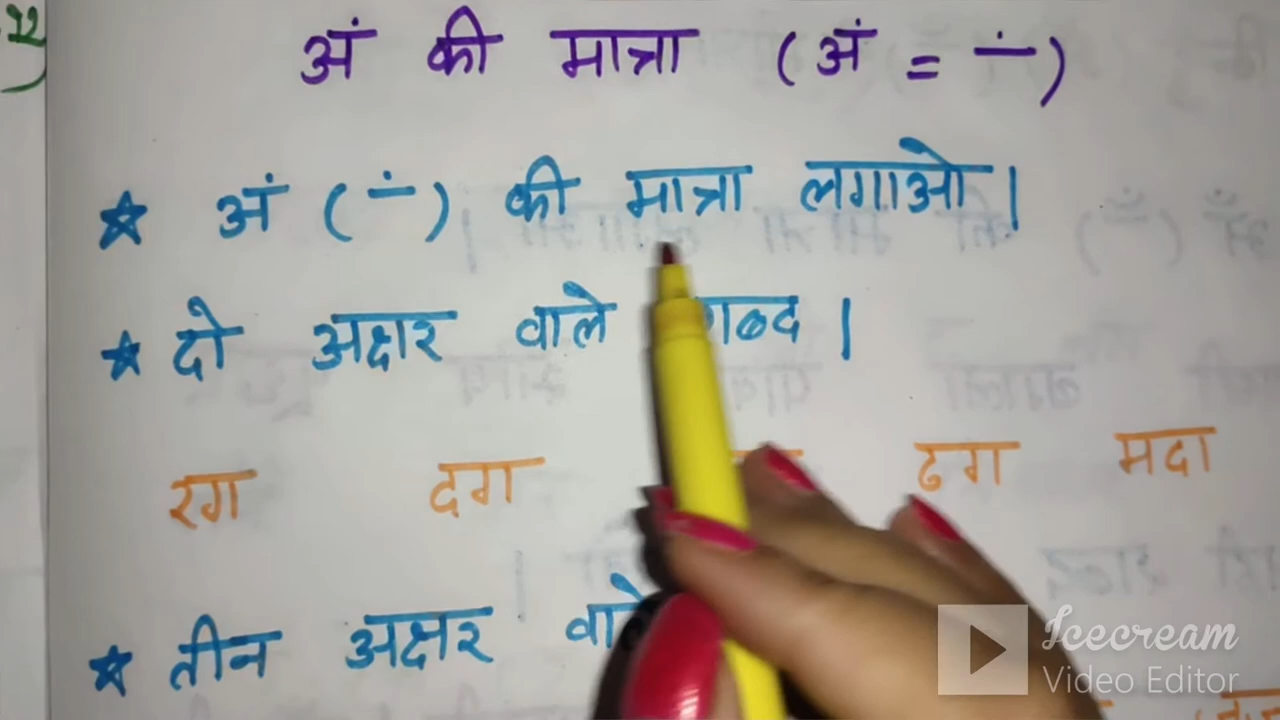 अं की मात्रा (अं = ∸)
★ अं (∸) की मात्रा लगाओ।
★ दो अक्षर वाले शब्द।
रग दग ढग मदा
★ तीन अक्षर वाले
Icecream
Video Editor